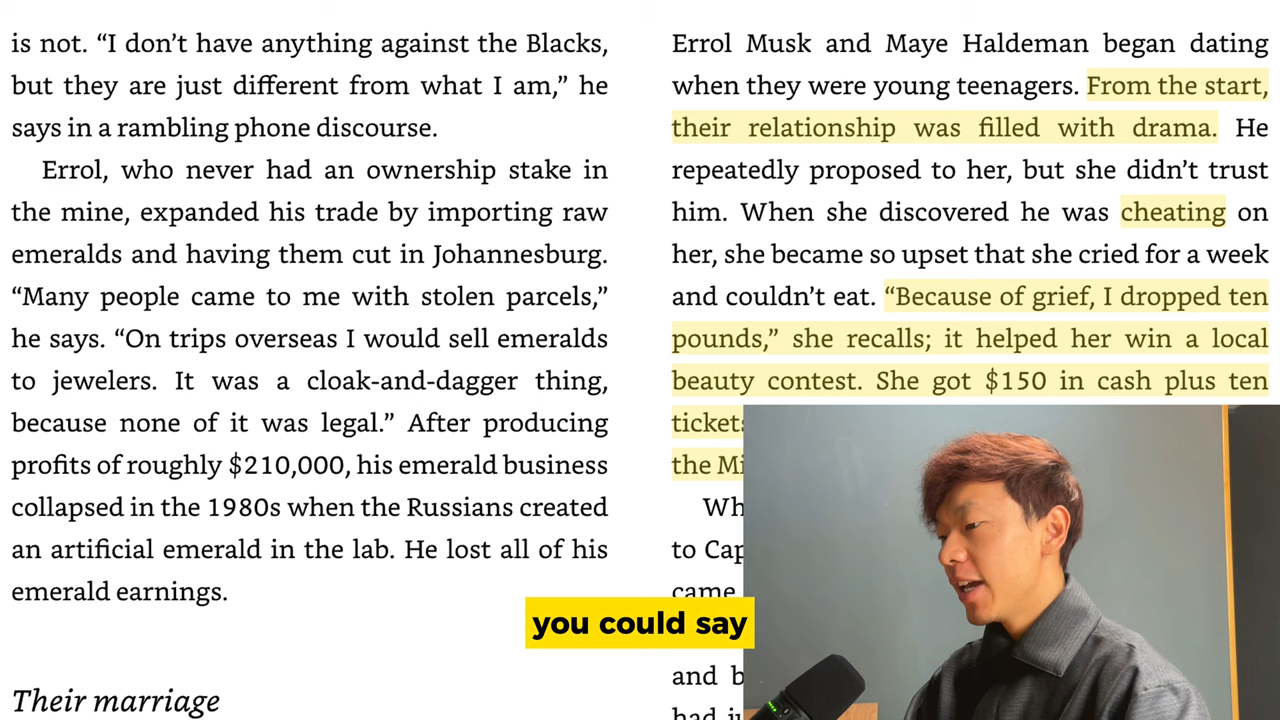 is not. “I don’t have anything against the Blacks,
but they are just different from what I am,” he
says in a rambling phone discourse.
Errol, who never had an ownership stake in
the mine, expanded his trade by importing raw
emeralds and having them cut in Johannesburg.
“Many people came to me with stolen parcels,”
he says. “On trips overseas I would sell emeralds
to jewelers. It was a cloak-and-dagger thing,
because none of it was legal.” After producing
profits of roughly $210,000, his emerald business
collapsed in the 1980s when the Russians created
an artificial emerald in the lab. He lost all of his
emerald earnings.
Their marriage
Errol Musk and Maye Haldeman began dating
when they were young teenagers. From the start,
their relationship was filled with drama. He
repeatedly proposed to her, but she didn’t trust
him. When she discovered he was cheating on
her, she became so upset that she cried for a week
and couldn’t eat. “Because of grief, I dropped ten
pounds,” she recalls; it helped her win a local
beauty contest. She got $150 in cash plus ten
tickets
the Mi
Wh
to Cap
came
and b
had
you could say